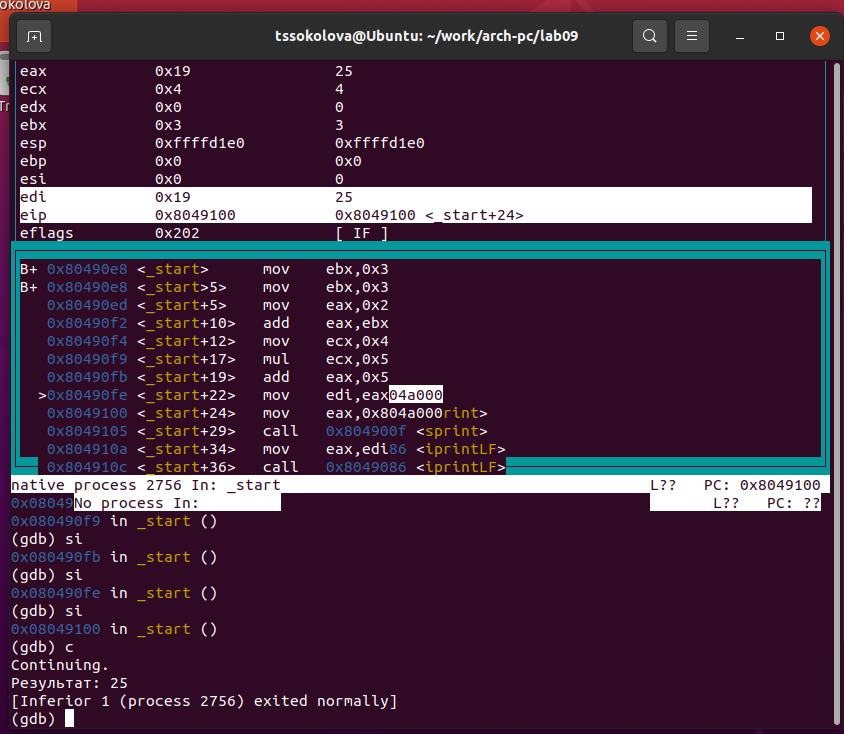 okolova
tssokolova@Ubuntu: ~/work/arch-pc/lab09
Tr
eax 0x19 25
ecx 0x4 4
edx 0x0 0
ebx 0x3 3
esp 0xffffd1e0 0xffffd1e0
ebp 0x0 0x0
esi 0x0 0
edi 0x19 25
eip 0x8049100 0x8049100 <_start+24>
eflags 0x202 [ IF ]
B+ 0x80490e8 <_start> mov ebx,0x3
B+ 0x80490e8 <_start>5> mov ebx,0x3
0x80490ed <_start+5> mov eax,0x2
0x80490f2 <_start+10> add eax,ebx
0x80490f4 <_start+12> mov ecx,0x4
0x80490f9 <_start+17> mul ecx,0x5
0x80490fb <_start+19> add eax,0x5
>0x80490fe <_start+22> mov edi,eax04a000
0x8049100 <_start+24> mov eax,0x804a000rint>
0x8049105 <_start+29> call 0x804900f <sprint>
0x804910a <_start+34> mov eax,edi86 <iprintLF>
0x804910c <_start+36> call 0x8049086 <iprintLF>
native process 2756 In: _start L?? PC: 0x8049100
0x08049No process In: L?? PC: ??
0x080490f9 in _start ()
(gdb) si
0x080490fb in _start ()
(gdb) si
0x080490fe in _start ()
(gdb) si
0x08049100 in _start ()
(gdb) c
Continuing.
Результат: 25
[Inferior 1 (process 2756) exited normally]
(gdb)